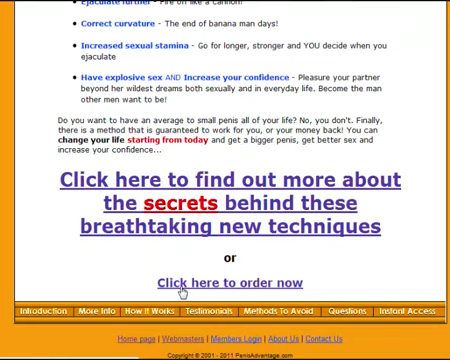 Ejaculate further - Fire off like a cannon!
Correct curvature - The end of banana man days!
Increased sexual stamina - Go for longer, stronger and YOU decide when you
ejaculate
Have explosive sex AND Increase your confidence - Pleasure your partner
beyond her wildest dreams both sexually and in everyday life. Become the man
other men want to be!
Do you want to have an average to small penis all of your life? No, you don't. Finally,
there is a method that is guaranteed to work for you, or your money back! You can
change your life starting from today and get a bigger penis, get better sex and
increase your confidence...
Click here to find out more about
the secrets behind these
breathtaking new techniques
or
Click here to order now
Introduction | More Info | How It Works | Testimonials | Methods To Avoid | Questions | Instant Access
Home page | Webmasters | Members Login | About Us | Contact Us
Copyright © 2001 - 2011 PenisAdvantage.com